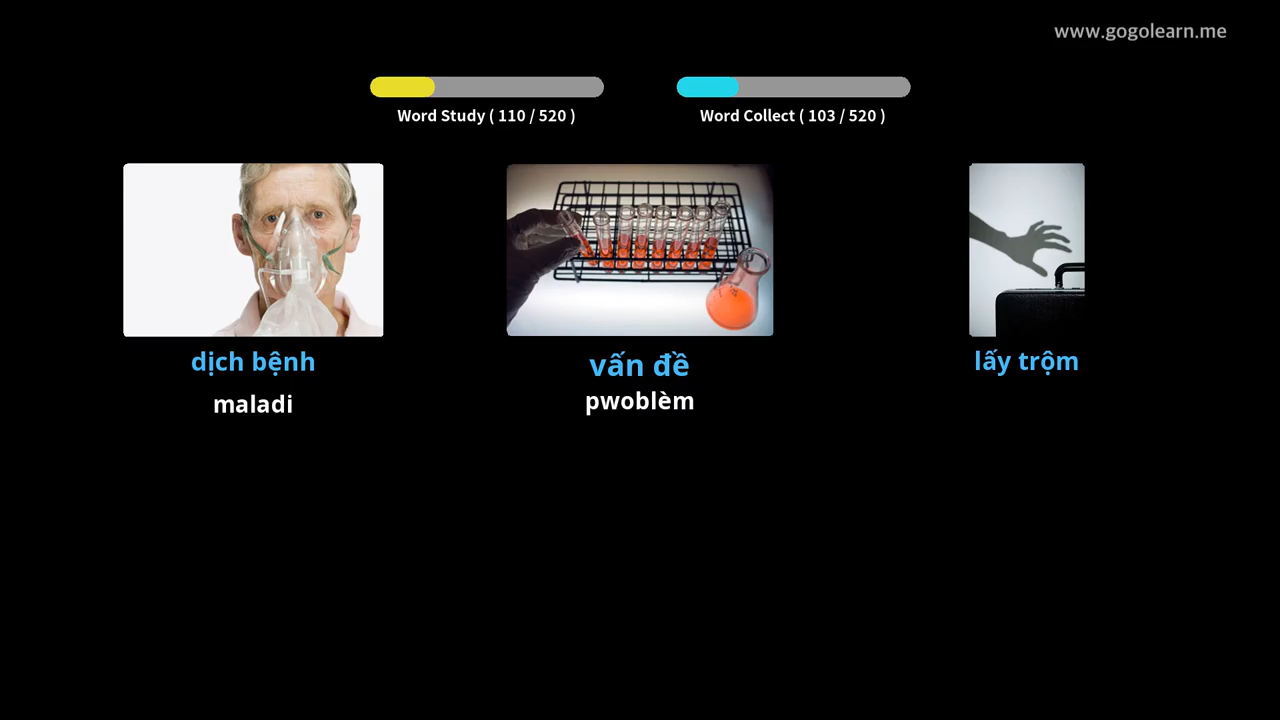 www.gogolearn.me
Word Study ( 110 / 520 )
Word Collect ( 103 / 520 )
dịch bệnh
maladi
vấn đề
pwoblèm
lấy trộm